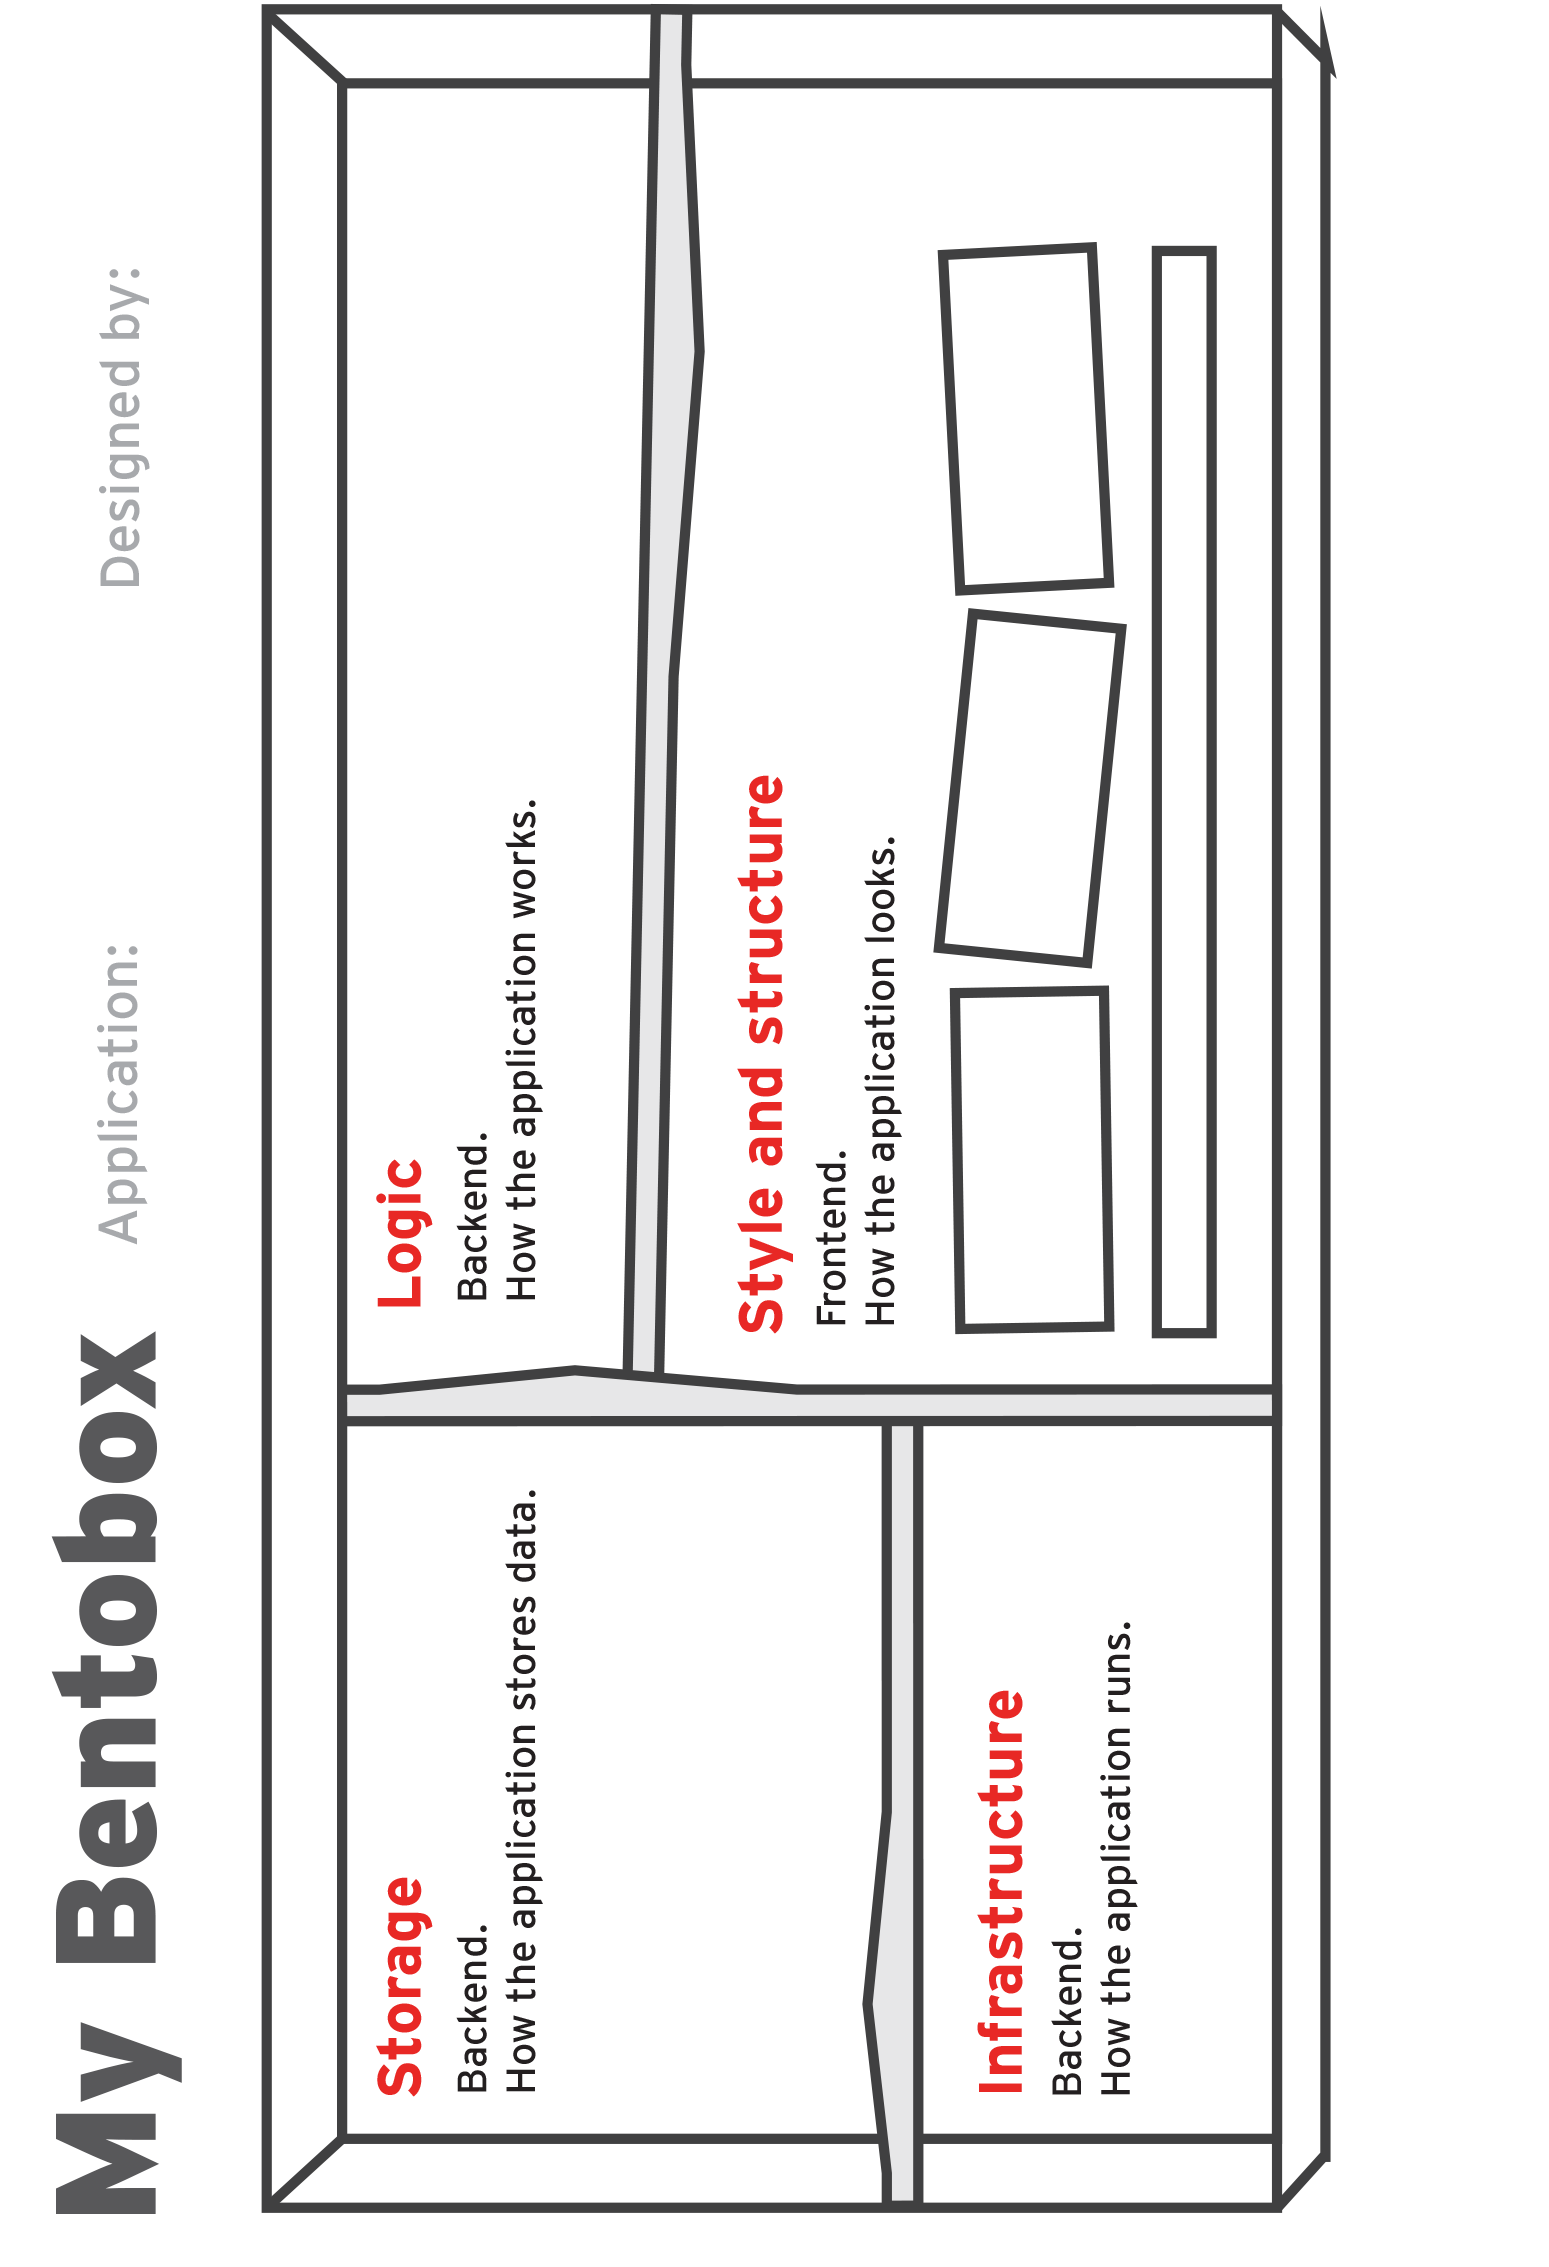 My Bentobox
Application:
Designed by:
Storage
Backend.
How the application stores data.
Infrastructure
Backend.
How the application runs.
Logic
Backend.
How the application works.
Style and structure
Frontend.
How the application looks.